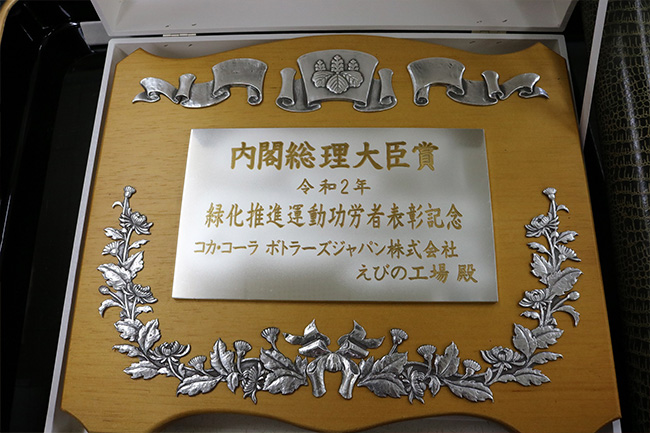 内閣総理大臣賞
令和2年
緑化推進運動功労者表彰記念
コカ・コーラ ボトラーズジャパン株式会社
えびの工場 殿